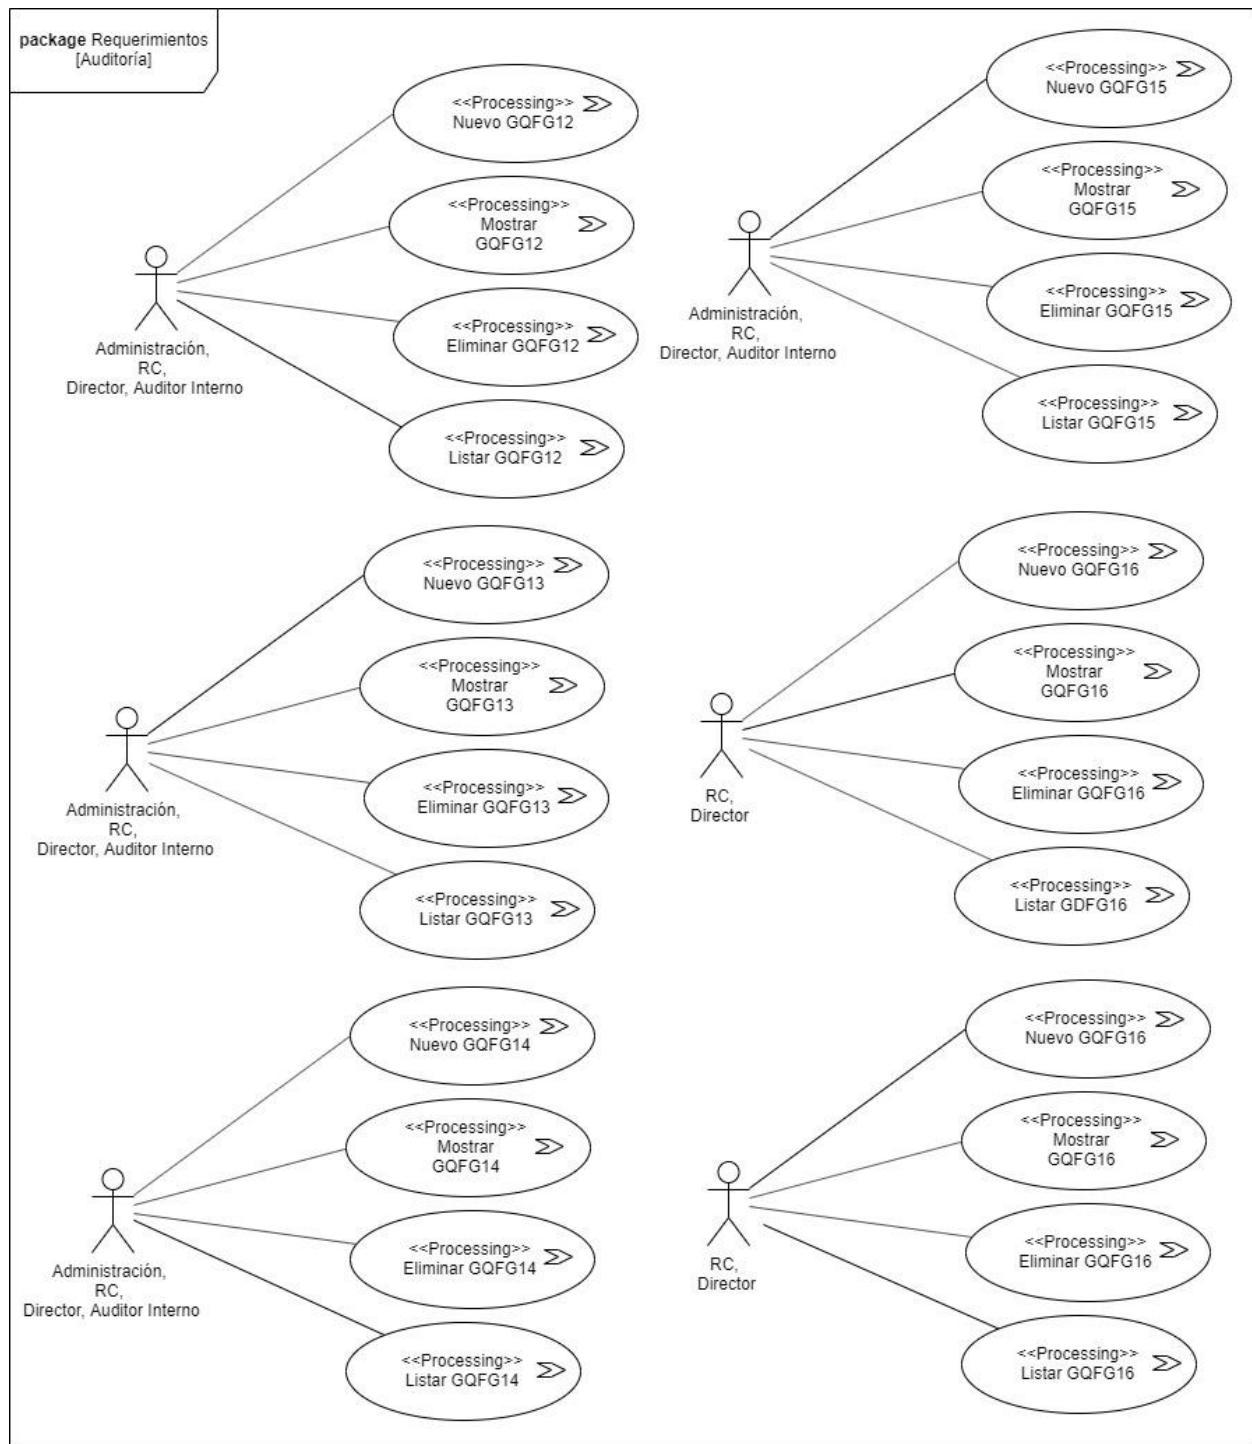 package Requerimientos
[Auditoría]
<<Processing>>
Nuevo GQFG12
<<Processing>>
Mostrar
GQFG12
<<Processing>>
Eliminar GQFG12
<<Processing>>
Listar GQFG12
Administración,
RC,
Director, Auditor Interno
<<Processing>>
Nuevo GQFG15
<<Processing>>
Mostrar
GQFG15
<<Processing>>
Eliminar GQFG15
<<Processing>>
Listar GQFG15
Administración,
RC,
Director, Auditor Interno
<<Processing>>
Nuevo GQFG13
<<Processing>>
Mostrar
GQFG13
<<Processing>>
Eliminar GQFG13
<<Processing>>
Listar GQFG13
Administración,
RC,
Director, Auditor Interno
<<Processing>>
Nuevo GQFG16
<<Processing>>
Mostrar
GQFG16
<<Processing>>
Eliminar GQFG16
<<Processing>>
Listar GDFG16
RC,
Director
<<Processing>>
Nuevo GQFG14
<<Processing>>
Mostrar
GQFG14
<<Processing>>
Eliminar GQFG14
<<Processing>>
Listar GQFG14
Administración,
RC,
Director, Auditor Interno
<<Processing>>
Nuevo GQFG16
<<Processing>>
Mostrar
GQFG16
<<Processing>>
Eliminar GQFG16
<<Processing>>
Listar GQFG16
RC,
Director